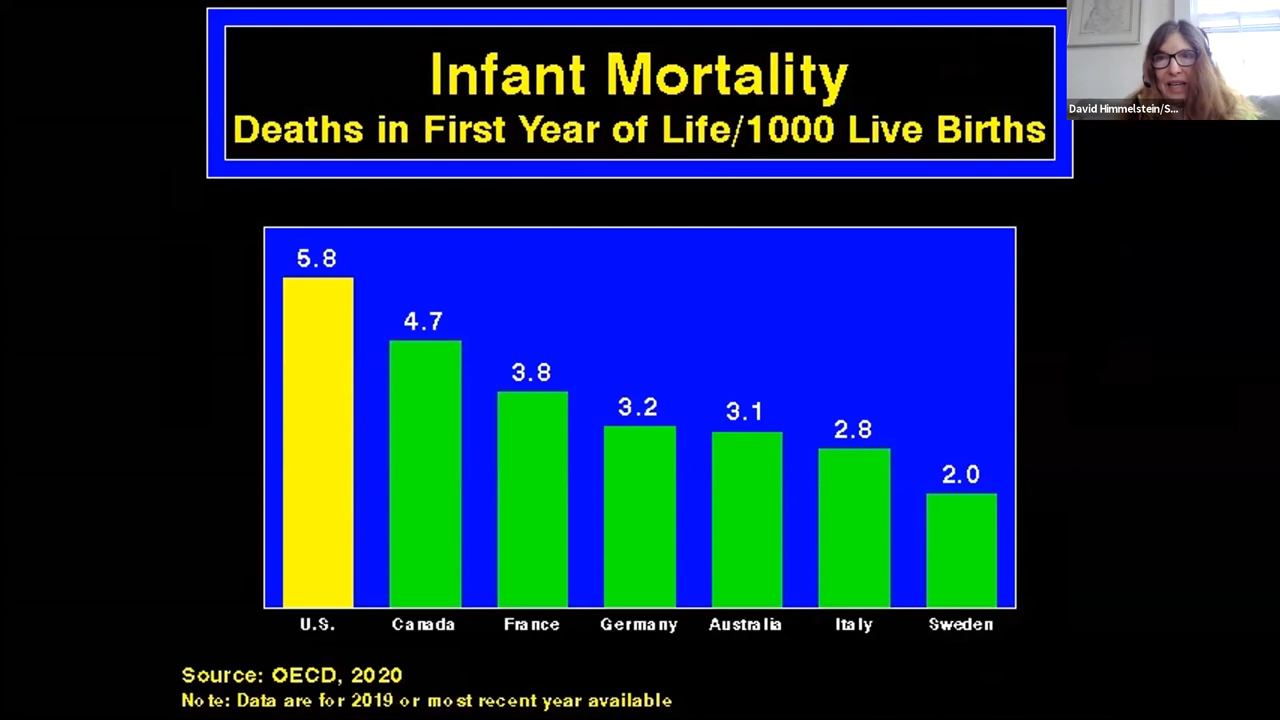 Infant Mortality
Deaths in First Year of Life/1000 Live Births
David Himmelstein/S...
5.8
4.7
3.8
3.2
3.1
2.8
2.0
U.S. Canada France Germany Australia Italy Sweden
Source: OECD, 2020
Note: Data are for 2019 or most recent year available